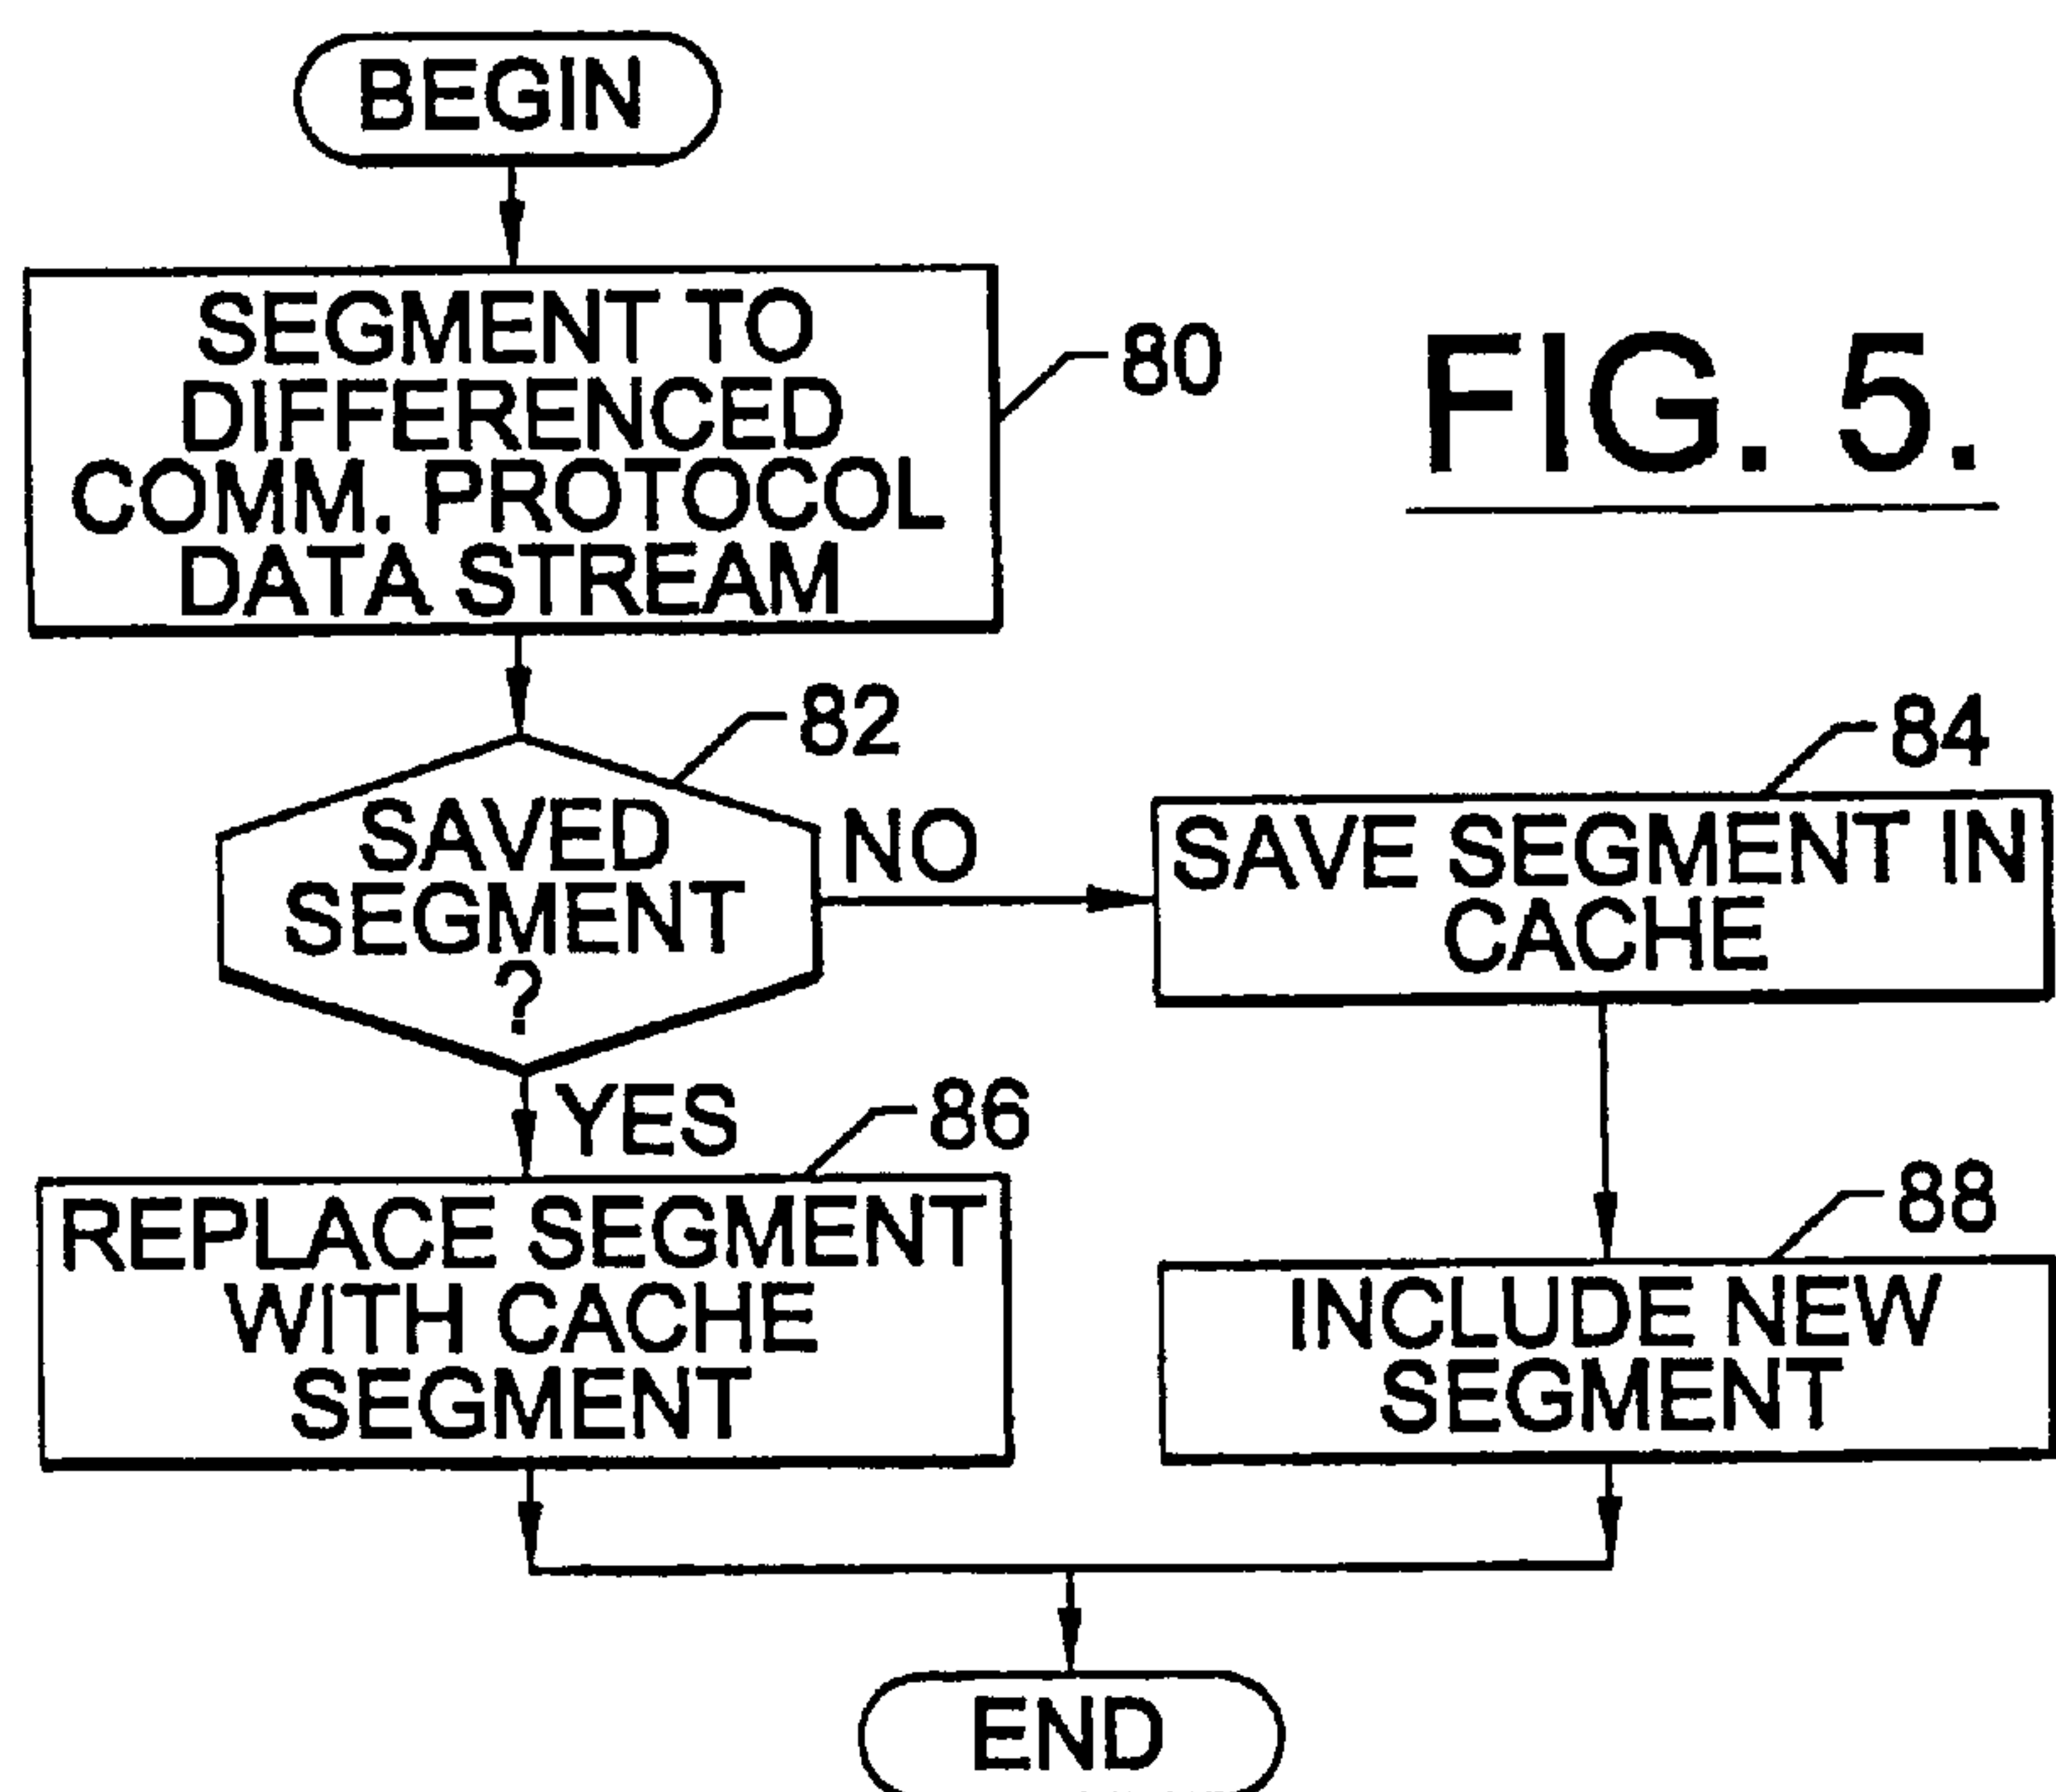 BEGIN
SEGMENT TO
DIFFERENCED
COMM. PROTOCOL
DATA STREAM
80
FIG. 5.
82
SAVED
SEGMENT
?
NO
84
SAVE SEGMENT IN
CACHE
YES
86
REPLACE SEGMENT
WITH CACHE
SEGMENT
88
INCLUDE NEW
SEGMENT
END